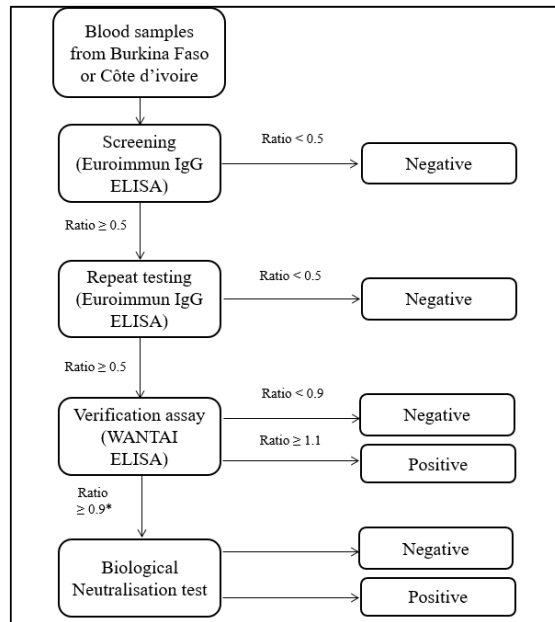 Blood samples
from Burkina Faso
or Côte d’ivoire
Screening
(Euroimmun IgG
ELISA)
Ratio < 0.5
Negative
Ratio ≥ 0.5
Repeat testing
(Euroimmun IgG
ELISA)
Ratio < 0.5
Negative
Ratio ≥ 0.5
Verification assay
(WANTAI
ELISA)
Ratio < 0.9
Negative
Ratio ≥ 1.1
Positive
Ratio
≥ 0.9*
Biological
Neutralisation test
Negative
Positive